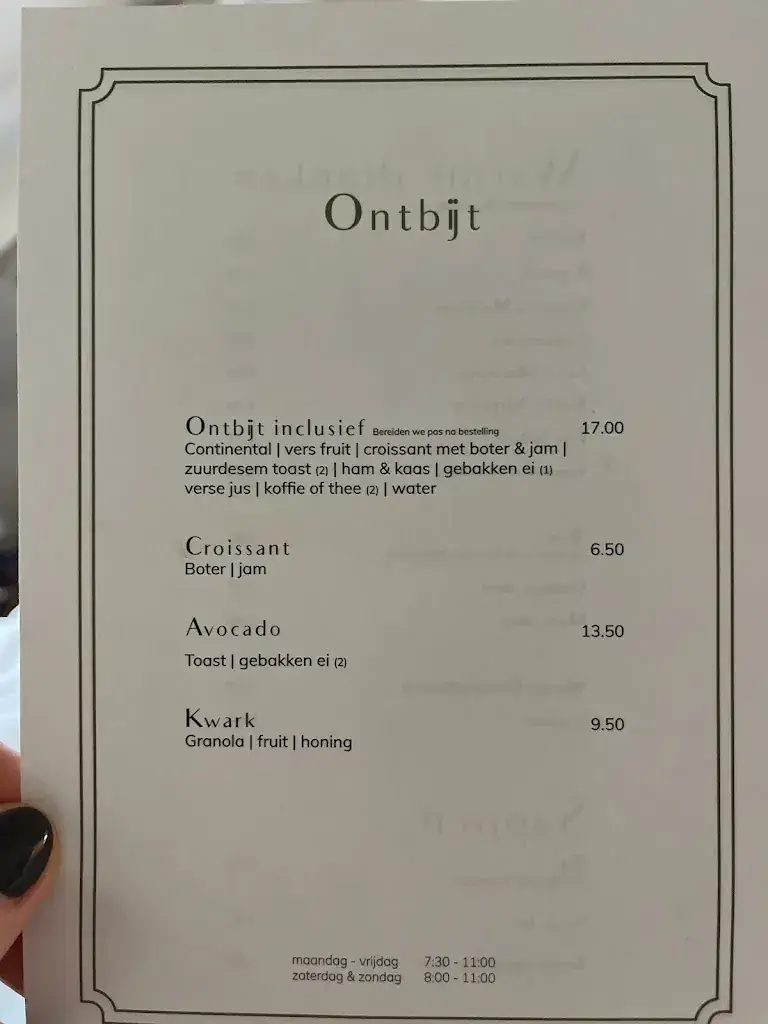 Ontbijt
Ontbijt inclusief Bereiden we pas na bestelling 17.00
Continental | vers fruit | croissant met boter & jam |
zuurdesem toast (2) | ham & kaas | gebakken ei (1)
verse jus | koffie of thee (2) | water
Croissant 6.50
Boter | jam
Avocado 13.50
Toast | gebakken ei (2)
Kwark 9.50
Granola | fruit | honing
maandag - vrijdag 7:30 - 11:00
zaterdag & zondag 8:00 - 11:00